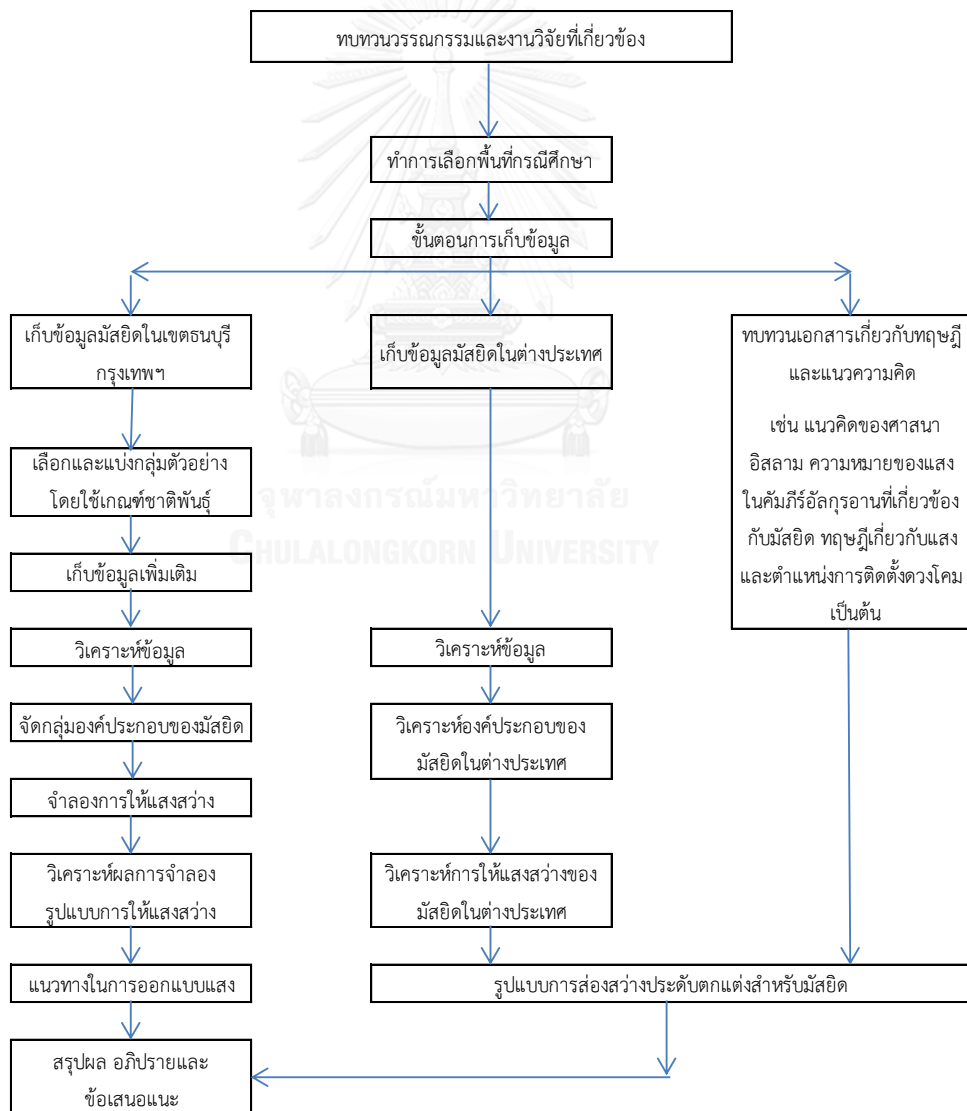 ทบทวนวรรณกรรมและงานวิจัยที่เกี่ยวข้อง
ทำการเลือกพื้นที่กรณีศึกษา
ขั้นตอนการเก็บข้อมูล
เก็บข้อมูลมัสยิดในเขตธนบุรี
กรุงเทพฯ
เลือกและแบ่งกลุ่มตัวอย่าง
โดยใช้เกณฑ์ชาติพันธุ์
เก็บข้อมูลเพิ่มเติม
วิเคราะห์ข้อมูล
จัดกลุ่มองค์ประกอบของมัสยิด
จำลองการให้แสงสว่าง
วิเคราะห์ผลการจำลอง
รูปแบบการให้แสงสว่าง
แนวทางในการออกแบบแสง
เก็บข้อมูลมัสยิดในต่างประเทศ
วิเคราะห์ข้อมูล
วิเคราะห์องค์ประกอบของ
มัสยิดในต่างประเทศ
วิเคราะห์การให้แสงสว่างของ
มัสยิดในต่างประเทศ
ทบทวนเอกสารเกี่ยวกับทฤษฎี
และแนวความคิด
เช่น แนวคิดของศาสนา
อิสลาม ความหมายของแสง
ในคัมภีร์อัลกุรอานที่เกี่ยวข้อง
กับมัสยิด ทฤษฎีเกี่ยวกับแสง
และตำแหน่งการติดตั้งดวงโคม
เป็นต้น
รูปแบบการส่องสว่างประดับตกแต่งสำหรับมัสยิด
สรุปผล อภิปรายและ
ข้อเสนอแนะ
จุฬาลงกรณ์มหาวิทยาลัย
CHULALONGKORN UNIVERSITY